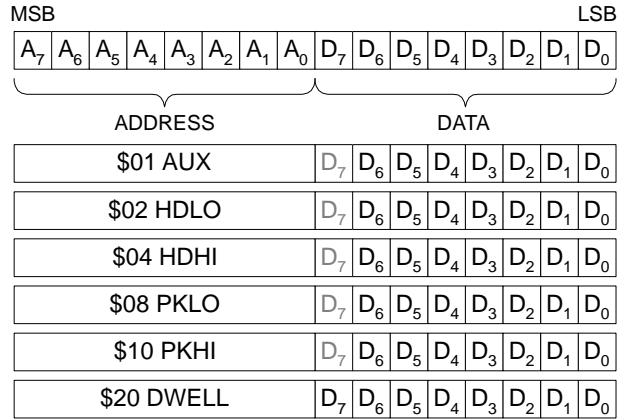 MSB LSB
A₇ A₆ A₅ A₄ A₃ A₂ A₁ A₀ D₇ D₆ D₅ D₄ D₃ D₂ D₁ D₀
ADDRESS DATA
$01 AUX D₇ D₆ D₅ D₄ D₃ D₂ D₁ D₀
$02 HDLO D₇ D₆ D₅ D₄ D₃ D₂ D₁ D₀
$04 HDHI D₇ D₆ D₅ D₄ D₃ D₂ D₁ D₀
$08 PKLO D₇ D₆ D₅ D₄ D₃ D₂ D₁ D₀
$10 PKHI D₇ D₆ D₅ D₄ D₃ D₂ D₁ D₀
$20 DWELL D₇ D₆ D₅ D₄ D₃ D₂ D₁ D₀